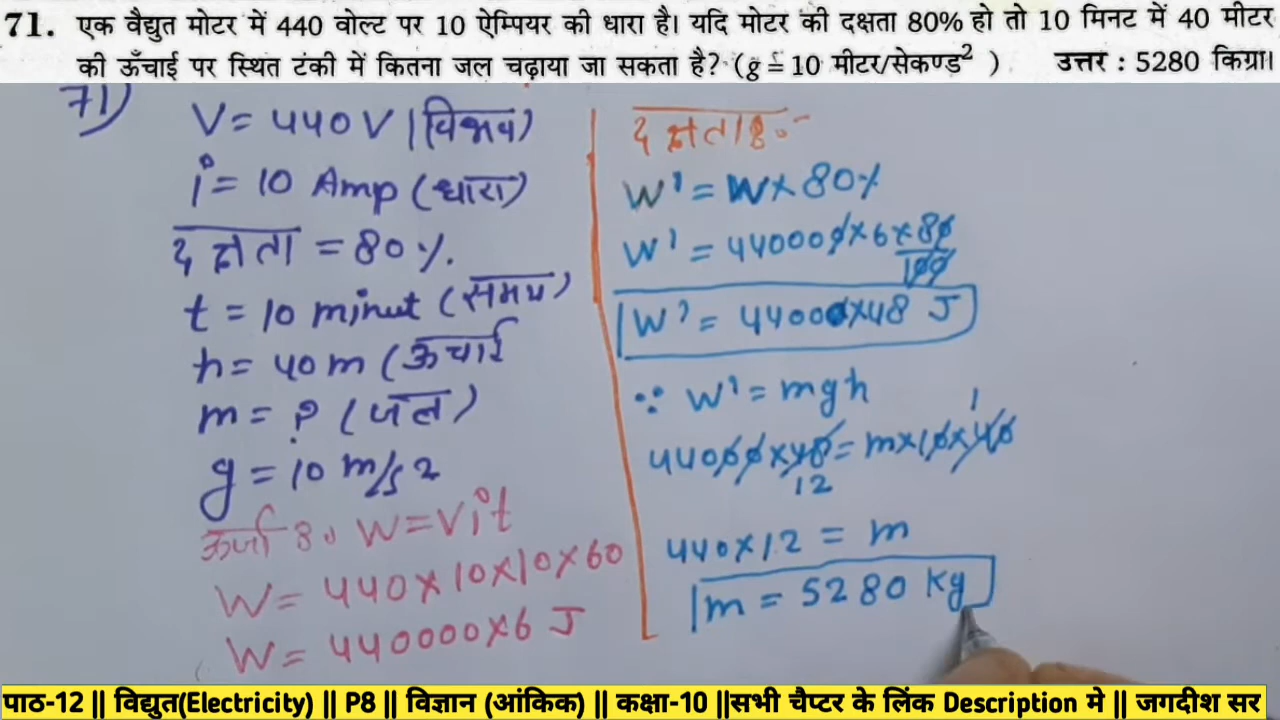 71. एक वैद्युत मोटर में 440 वोल्ट पर 10 ऐम्पियर की धारा है। यदि मोटर की दक्षता 80% हो तो 10 मिनट में 40 मीटर
की ऊँचाई पर स्थित टंकी में कितना जल चढ़ाया जा सकता है? (g = 10 मीटर/सेकण्ड² ) उत्तर : 5280 किग्रा।
71)
V = 440 V (विभव)
i = 10 Amp (धारा)
दक्षता = 80 %.
t = 10 minut (समय)
h = 40 m (ऊचाई
m = ? (जल)
g = 10 m/s2
ऊर्जा 8. W = Vit
W = 440×10×10×60
W = 440000×6 J
दक्षता 8.-
W' = W×80%
W' = 440000×6×80
100
W' = 44000×48 J
∵ W' = mgh
1
44000×48 = m×10×40
12
440×12 = m
m = 5280 Kg
पाठ-12 || विद्युत(Electricity) || P8 || विज्ञान (आंकिक) || कक्षा-10 ||सभी चैप्टर के लिंक Description मे || जगदीश सर